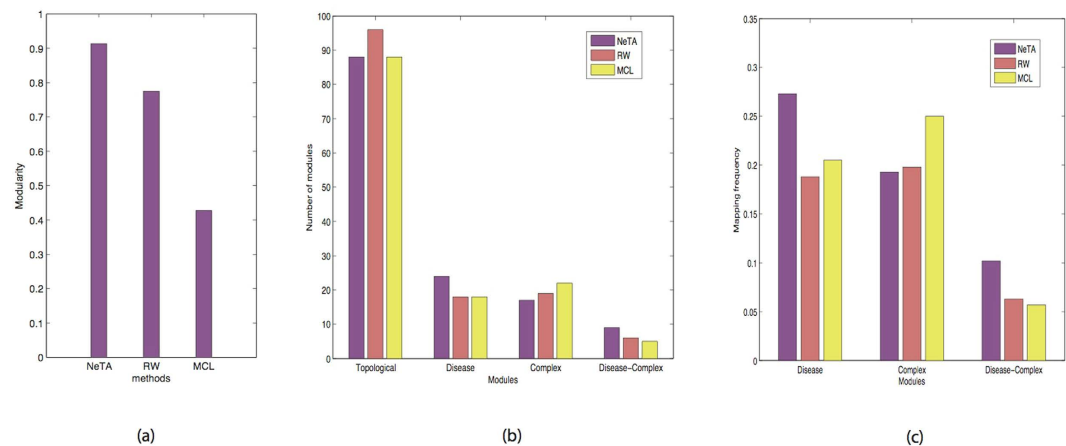 1
0.9
0.8
0.7
0.6
0.5
0.4
0.3
0.2
0.1
0
Modularity
NeTA RW MCL
methods
(a)
100
90
80
70
60
50
40
30
20
10
0
Number of modules
NeTA
RW
MCL
Topological Disease Complex Disease-Complex
Modules
(b)
0.35
0.3
0.25
0.2
0.15
0.1
0.05
0
Mapping frequency
NeTA
RW
MCL
Disease Complex Disease-Complex
Modules
(c)